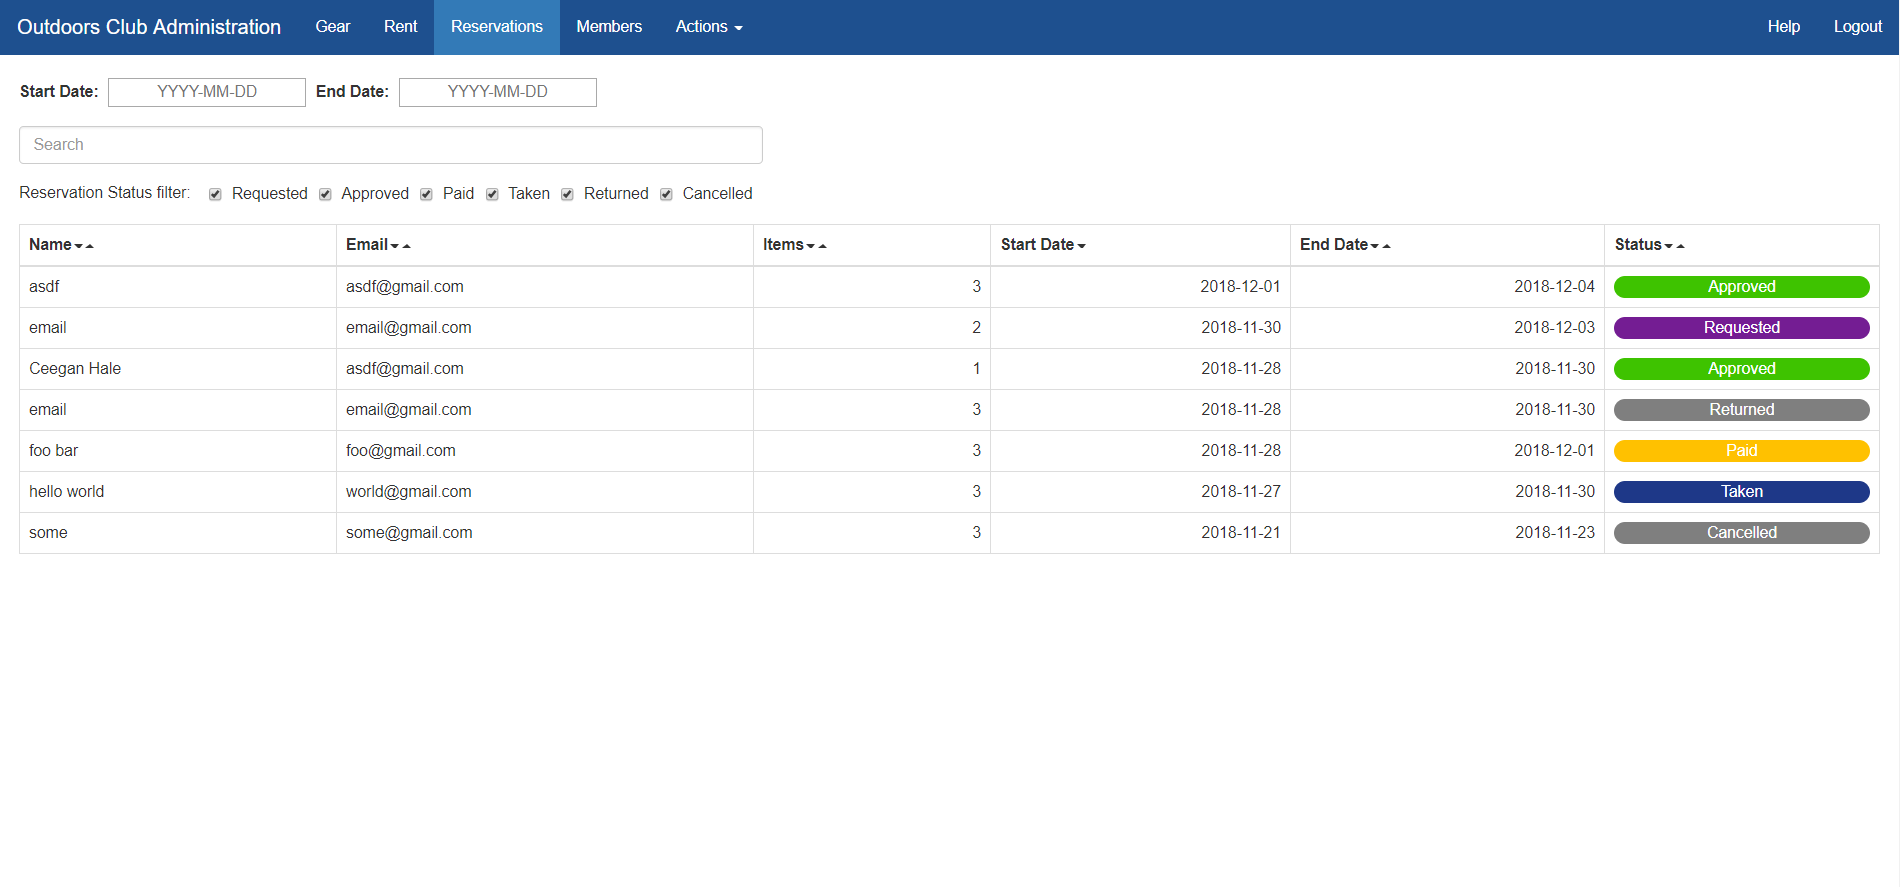 Outdoors Club Administration Gear Rent Reservations Members Actions Help Logout
Start Date: YYYY-MM-DD End Date: YYYY-MM-DD
Search
Reservation Status filter: Requested Approved Paid Taken Returned Cancelled
Name Email Items Start Date End Date Status
asdf asdf@gmail.com 3 2018-12-01 2018-12-04 Approved
email email@gmail.com 2 2018-11-30 2018-12-03 Requested
Ceegan Hale asdf@gmail.com 1 2018-11-28 2018-11-30 Approved
email email@gmail.com 3 2018-11-28 2018-11-30 Returned
foo bar foo@gmail.com 3 2018-11-28 2018-12-01 Paid
hello world world@gmail.com 3 2018-11-27 2018-11-30 Taken
some some@gmail.com 3 2018-11-21 2018-11-23 Cancelled